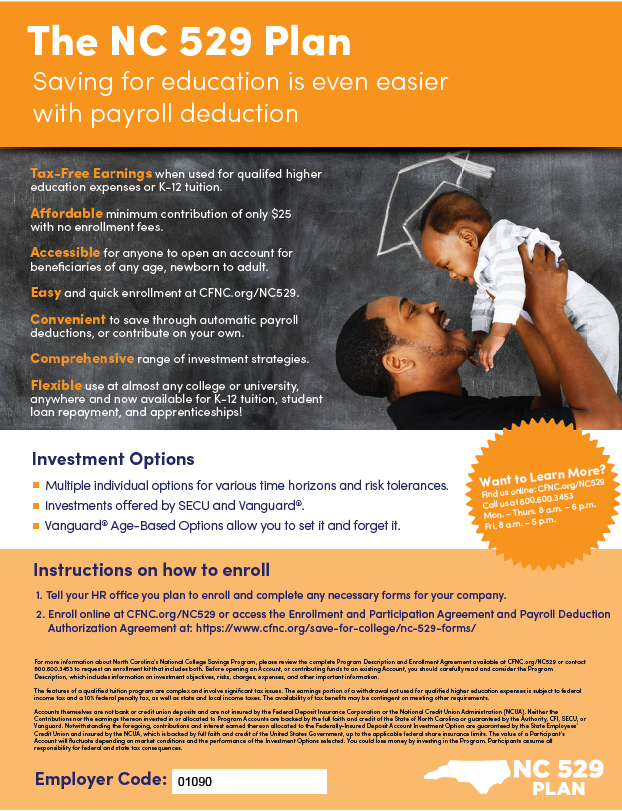 The NC 529 Plan
Saving for education is even easier
with payroll deduction
Tax-Free Earnings when used for qualifed higher
education expenses or K-12 tuition.
Affordable minimum contribution of only $25
with no enrollment fees.
Accessible for anyone to open an account for
beneficiaries of any age, newborn to adult.
Easy and quick enrollment at CFNC.org/NC529.
Convenient to save through automatic payroll
deductions, or contribute on your own.
Comprehensive range of investment strategies.
Flexible use at almost any college or university,
anywhere and now available for K-12 tuition, student
loan repayment, and apprenticeships!
Investment Options
Multiple individual options for various time horizons and risk tolerances.
Investments offered by SECU and Vanguard®.
Vanguard® Age-Based Options allow you to set it and forget it.
Want to Learn More?
Find us online: CFNC.org/NC529
Call us at 800.600.3453
Mon. – Thurs. 8 a.m. – 6 p.m.
Fri, 8 a.m. – 5 p.m.
Instructions on how to enroll
1. Tell your HR office you plan to enroll and complete any necessary forms for your company.
2. Enroll online at CFNC.org/NC529 or access the Enrollment and Participation Agreement and Payroll Deduction
Authorization Agreement at: https://www.cfnc.org/save-for-college/nc-529-forms/
For more information about North Carolina's National College Savings Program, please review the complete Program Description and Enrollment Agreement available at CFNC.org/NC529 or contact
800.600.3453 to request an enrollment kit that includes both. Before opening an Account, or contributing funds to an existing Account, you should carefully read and consider the Program
Description, which includes information on investment objectives, risks, charges, expenses, and other important information.
The features of a qualified tuition program are complex and involve significant tax issues. The earnings portion of a withdrawal not used for qualified higher education expenses is subject to federal
income tax and a 10% federal penalty tax, as well as state and local income taxes. The availability of tax benefits may be contingent on meeting other requirements.
Accounts themselves are not bank or credit union deposits and are not insured by the Federal Deposit Insurance Corporation or the National Credit Union Administration (NCUA). Neither the
Contributions nor the earnings thereon invested in or allocated to Program Accounts are backed by the full faith and credit of the State of North Carolina or guaranteed by the Authority, CFI, SECU, or
Vanguard. Notwithstanding the foregoing, contributions and interest earned thereon allocated to the Federally-Insured Deposit Account Investment Option are guaranteed by the State Employees'
Credit Union and insured by the NCUA, which is backed by full faith and credit of the United States Government, up to the applicable federal share insurance limits. The value of a Participant's
Account will fluctuate depending on market conditions and the performance of the Investment Options selected. You could lose money by investing in the Program. Participants assume all
responsibility for federal and state tax consequences.
Employer Code: 01090
NC 529
PLAN